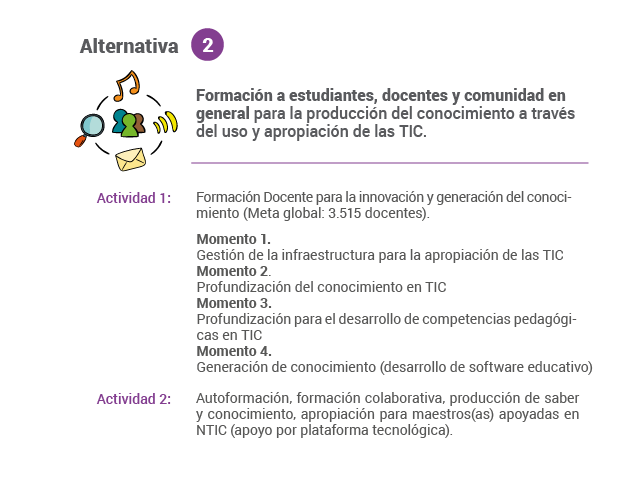 Alternativa 2
Formación a estudiantes, docentes y comunidad en
general para la producción del conocimiento a través
del uso y apropiación de las TIC.
Actividad 1: Formación Docente para la innovación y generación del conoci-
miento (Meta global: 3.515 docentes).
Momento 1.
Gestión de la infraestructura para la apropiación de las TIC
Momento 2.
Profundización del conocimiento en TIC
Momento 3.
Profundización para el desarrollo de competencias pedagógi-
cas en TIC
Momento 4.
Generación de conocimiento (desarrollo de software educativo)
Actividad 2: Autoformación, formación colaborativa, producción de saber
y conocimiento, apropiación para maestros(as) apoyadas en
NTIC (apoyo por plataforma tecnológica).